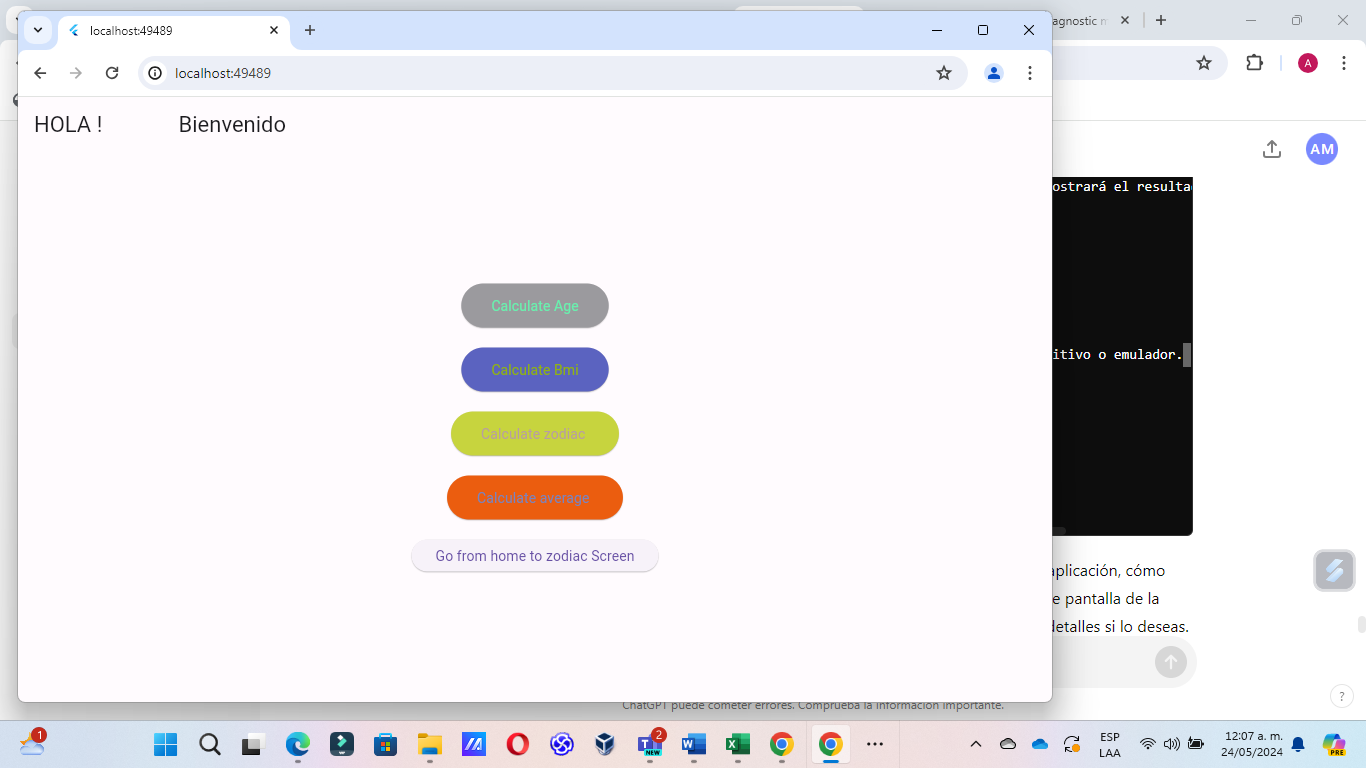 localhost:49489
agnostic m
localhost:49489
A
HOLA ! Bienvenido
AM
ostrará el resulta
Calculate Age
itivo o emulador.
Calculate Bmi
Calculate zodiac
Calculate average
Go from home to zodiac Screen
aplicación, cómo
e pantalla de la
detalles si lo deseas.
?
ChatGPT puede cometer errores. Comprueba la información importante.
1
NEW
2
ESP
LAA
12:07 a. m.
24/05/2024
PRE